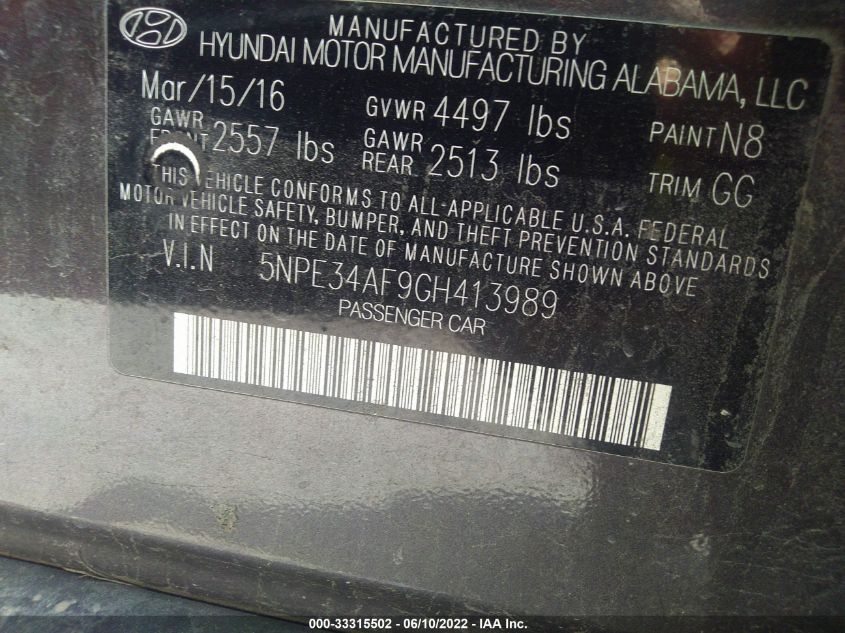 MANUFACTURED BY
HYUNDAI MOTOR MANUFACTURING ALABAMA, LLC
Mar/15/16 GVWR 4497 lbs PAINT N8
GAWR FRONT 2557 lbs GAWR REAR 2513 lbs TRIM GG
THIS VEHICLE CONFORMS TO ALL-APPLICABLE U.S.A. FEDERAL
MOTOR VEHICLE SAFETY, BUMPER, AND THEFT PREVENTION STANDARDS
IN EFFECT ON THE DATE OF MANUFACTURE SHOWN ABOVE
V.I.N 5NPE34AF9GH413989
PASSENGER CAR
000-33315502 - 06/10/2022 - IAA Inc.